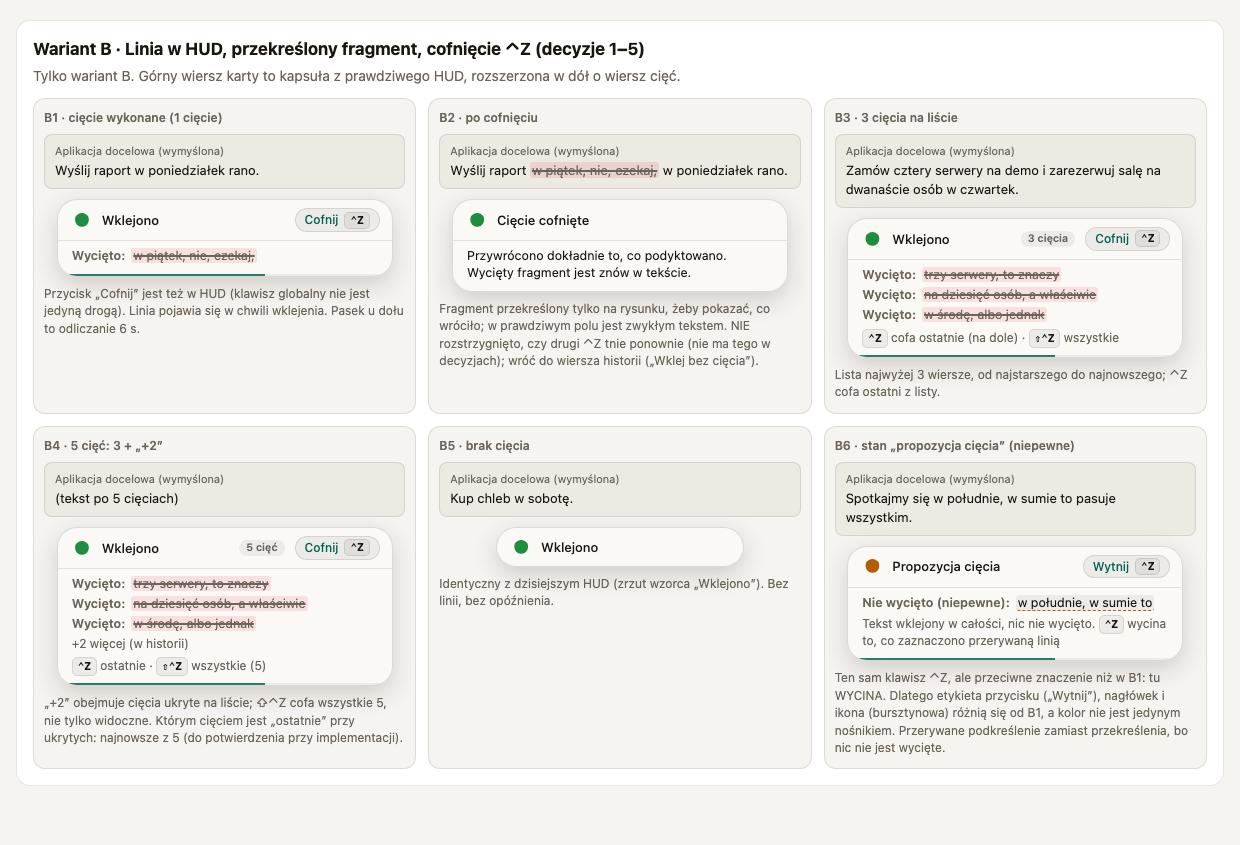 Wariant B · Linia w HUD, przekreślony fragment, cofnięcie ^Z (decyzje 1–5)
Tylko wariant B. Górny wiersz karty to kapsuła z prawdziwego HUD, rozszerzona w dół o wiersz cięć.
B1 · cięcie wykonane (1 cięcie)
Aplikacja docelowa (wymyślona)
Wyślij raport w poniedziałek rano.
Wklejono
Cofnij ^Z
Wycięto: w piątek, nie, czekaj,
Przycisk „Cofnij” jest też w HUD (klawisz globalny nie jest
jedyną drogą). Linia pojawia się w chwili wklejenia. Pasek u dołu
to odliczanie 6 s.
B2 · po cofnięciu
Aplikacja docelowa (wymyślona)
Wyślij raport w piątek, nie, czekaj, w poniedziałek rano.
Cięcie cofnięte
Przywrócono dokładnie to, co podyktowano.
Wycięty fragment jest znów w tekście.
Fragment przekreślony tylko na rysunku, żeby pokazać, co
wróciło; w prawdziwym polu jest zwykłym tekstem. NIE
rozstrzygnięto, czy drugi ^Z tnie ponownie (nie ma tego w
decyzjach); wróć do wiersza historii („Wklej bez cięcia”).
B3 · 3 cięcia na liście
Aplikacja docelowa (wymyślona)
Zamów cztery serwery na demo i zarezerwuj salę na
dwanaście osób w czwartek.
Wklejono
3 cięcia
Cofnij ^Z
Wycięto: trzy serwery, to znaczy
Wycięto: na dziesięć osób, a właściwie
Wycięto: w środę, albo jednak
^Z cofa ostatnie (na dole) · ⇧^Z wszystkie
Lista najwyżej 3 wiersze, od najstarszego do najnowszego; ^Z
cofa ostatni z listy.
B4 · 5 cięć: 3 + „+2”
Aplikacja docelowa (wymyślona)
(tekst po 5 cięciach)
Wklejono
5 cięć
Cofnij ^Z
Wycięto: trzy serwery, to znaczy
Wycięto: na dziesięć osób, a właściwie
Wycięto: w środę, albo jednak
+2 więcej (w historii)
^Z ostatnie · ⇧^Z wszystkie (5)
„+2” obejmuje cięcia ukryte na liście; ⇧^Z cofa wszystkie 5,
nie tylko widoczne. Którym cięciem jest „ostatnie” przy
ukrytych: najnowsze z 5 (do potwierdzenia przy implementacji).
B5 · brak cięcia
Aplikacja docelowa (wymyślona)
Kup chleb w sobotę.
Wklejono
Identyczny z dzisiejszym HUD (zrzut wzorca „Wklejono”). Bez
linii, bez opóźnienia.
B6 · stan „propozycja cięcia” (niepewne)
Aplikacja docelowa (wymyślona)
Spotkajmy się w południe, w sumie to pasuje
wszystkim.
Propozycja cięcia
Wytnij ^Z
Nie wycięto (niepewne): w południe, w sumie to
Tekst wklejony w całości, nic nie wycięto. ^Z wycina
to, co zaznaczono przerywaną linią
Ten sam klawisz ^Z, ale przeciwne znaczenie niż w B1: tu
WYCINA. Dlatego etykieta przycisku („Wytnij”), nagłówek i
ikona (bursztynowa) różnią się od B1, a kolor nie jest jedynym
nośnikiem. Przerywane podkreślenie zamiast przekreślenia, bo
nic nie jest wycięte.